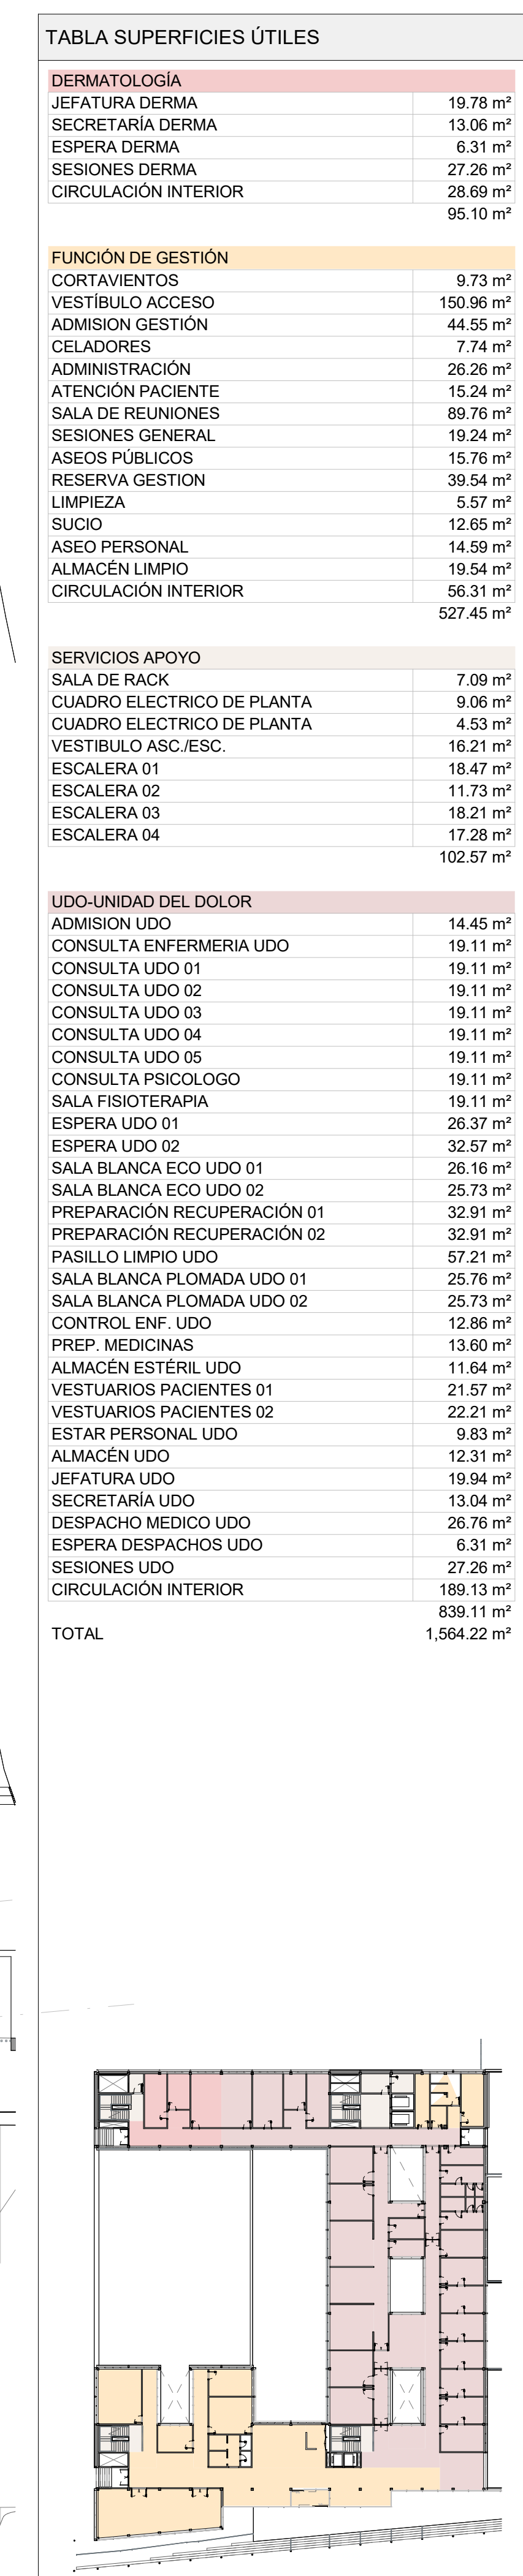 TABLA SUPERFICIES ÚTILES
DERMATOLOGÍA
JEFATURA DERMA 19.78 m²
SECRETARÍA DERMA 13.06 m²
ESPERA DERMA 6.31 m²
SESIONES DERMA 27.26 m²
CIRCULACIÓN INTERIOR 28.69 m²
95.10 m²
FUNCIÓN DE GESTIÓN
CORTAVIENTOS 9.73 m²
VESTÍBULO ACCESO 150.96 m²
ADMISION GESTIÓN 44.55 m²
CELADORES 7.74 m²
ADMINISTRACIÓN 26.26 m²
ATENCIÓN PACIENTE 15.24 m²
SALA DE REUNIONES 89.76 m²
SESIONES GENERAL 19.24 m²
ASEOS PÚBLICOS 15.76 m²
RESERVA GESTION 39.54 m²
LIMPIEZA 5.57 m²
SUCIO 12.65 m²
ASEO PERSONAL 14.59 m²
ALMACÉN LIMPIO 19.54 m²
CIRCULACIÓN INTERIOR 56.31 m²
527.45 m²
SERVICIOS APOYO
SALA DE RACK 7.09 m²
CUADRO ELECTRICO DE PLANTA 9.06 m²
CUADRO ELECTRICO DE PLANTA 4.53 m²
VESTIBULO ASC./ESC. 16.21 m²
ESCALERA 01 18.47 m²
ESCALERA 02 11.73 m²
ESCALERA 03 18.21 m²
ESCALERA 04 17.28 m²
102.57 m²
UDO-UNIDAD DEL DOLOR
ADMISION UDO 14.45 m²
CONSULTA ENFERMERIA UDO 19.11 m²
CONSULTA UDO 01 19.11 m²
CONSULTA UDO 02 19.11 m²
CONSULTA UDO 03 19.11 m²
CONSULTA UDO 04 19.11 m²
CONSULTA UDO 05 19.11 m²
CONSULTA PSICOLOGO 19.11 m²
SALA FISIOTERAPIA 19.11 m²
ESPERA UDO 01 26.37 m²
ESPERA UDO 02 32.57 m²
SALA BLANCA ECO UDO 01 26.16 m²
SALA BLANCA ECO UDO 02 25.73 m²
PREPARACIÓN RECUPERACIÓN 01 32.91 m²
PREPARACIÓN RECUPERACIÓN 02 32.91 m²
PASILLO LIMPIO UDO 57.21 m²
SALA BLANCA PLOMADA UDO 01 25.76 m²
SALA BLANCA PLOMADA UDO 02 25.73 m²
CONTROL ENF. UDO 12.86 m²
PREP. MEDICINAS 13.60 m²
ALMACÉN ESTÉRIL UDO 11.64 m²
VESTUARIOS PACIENTES 01 21.57 m²
VESTUARIOS PACIENTES 02 22.21 m²
ESTAR PERSONAL UDO 9.83 m²
ALMACÉN UDO 12.31 m²
JEFATURA UDO 19.94 m²
SECRETARÍA UDO 13.04 m²
DESPACHO MEDICO UDO 26.76 m²
ESPERA DESPACHOS UDO 6.31 m²
SESIONES UDO 27.26 m²
CIRCULACIÓN INTERIOR 189.13 m²
839.11 m²
TOTAL 1,564.22 m²